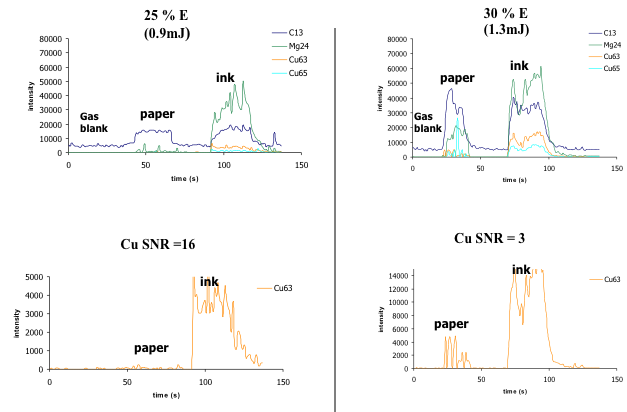 25 % E
(0.9mJ)
C13
Mg24
Cu63
Cu65
80000
70000
60000
50000
40000
30000
20000
10000
0
intensity
Gas
blank
paper
ink
0
50
100
150
time (s)
30 % E
(1.3mJ)
C13
Mg24
Cu63
Cu65
80000
70000
60000
50000
40000
30000
20000
10000
0
intensity
Gas
blank
paper
ink
0
50
100
150
time (s)
Cu SNR =16
5000
4000
3000
2000
1000
0
intensity
paper
ink
Cu63
0
50
100
150
time (s)
Cu SNR = 3
14000
12000
10000
8000
6000
4000
2000
0
intensity
paper
ink
Cu63
0
50
100
150
time (s)